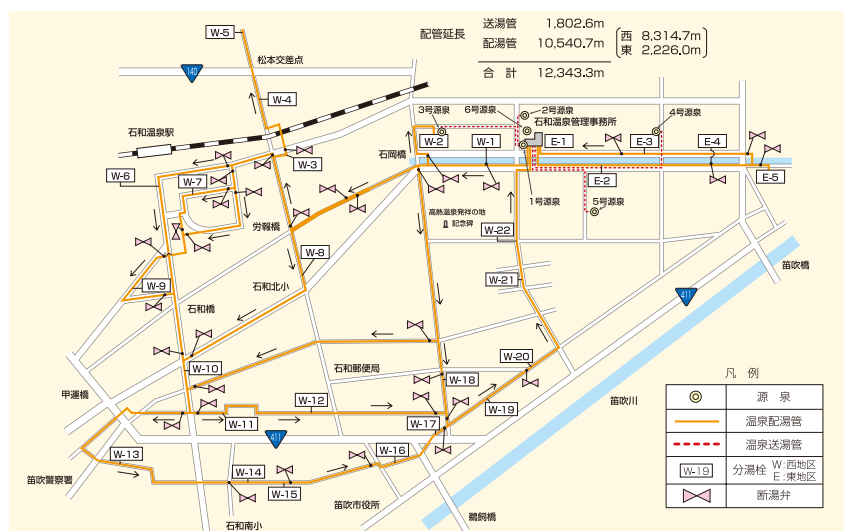 配管延長
送湯管 1,802.6m
配湯管 10,540.7m
西 8,314.7m
東 2,226.0m
合 計 12,343.3m
W-5
松本交差点
140
W-4
石和温泉駅
W-3
W-6
W-7
労報橋
石岡橋
3号源泉
6号源泉
2号源泉
石和温泉管理事務所
4号源泉
W-2
W-1
E-1
E-3
E-4
E-2
E-5
1号源泉
5号源泉
高熱温泉発祥の地
記念碑
W-22
W-8
W-21
笛吹橋
411
W-9
石和北小
石和橋
W-10
石和郵便局
W-18
W-20
W-19
甲運橋
W-12
W-11
W-17
411
笛吹川
W-13
W-16
笛吹警察署
W-14
W-15
笛吹市役所
石和南小
鵜飼橋
凡 例
源 泉
温泉配湯管
温泉送湯管
W-19
分湯栓 W:西地区
E:東地区
断湯弁